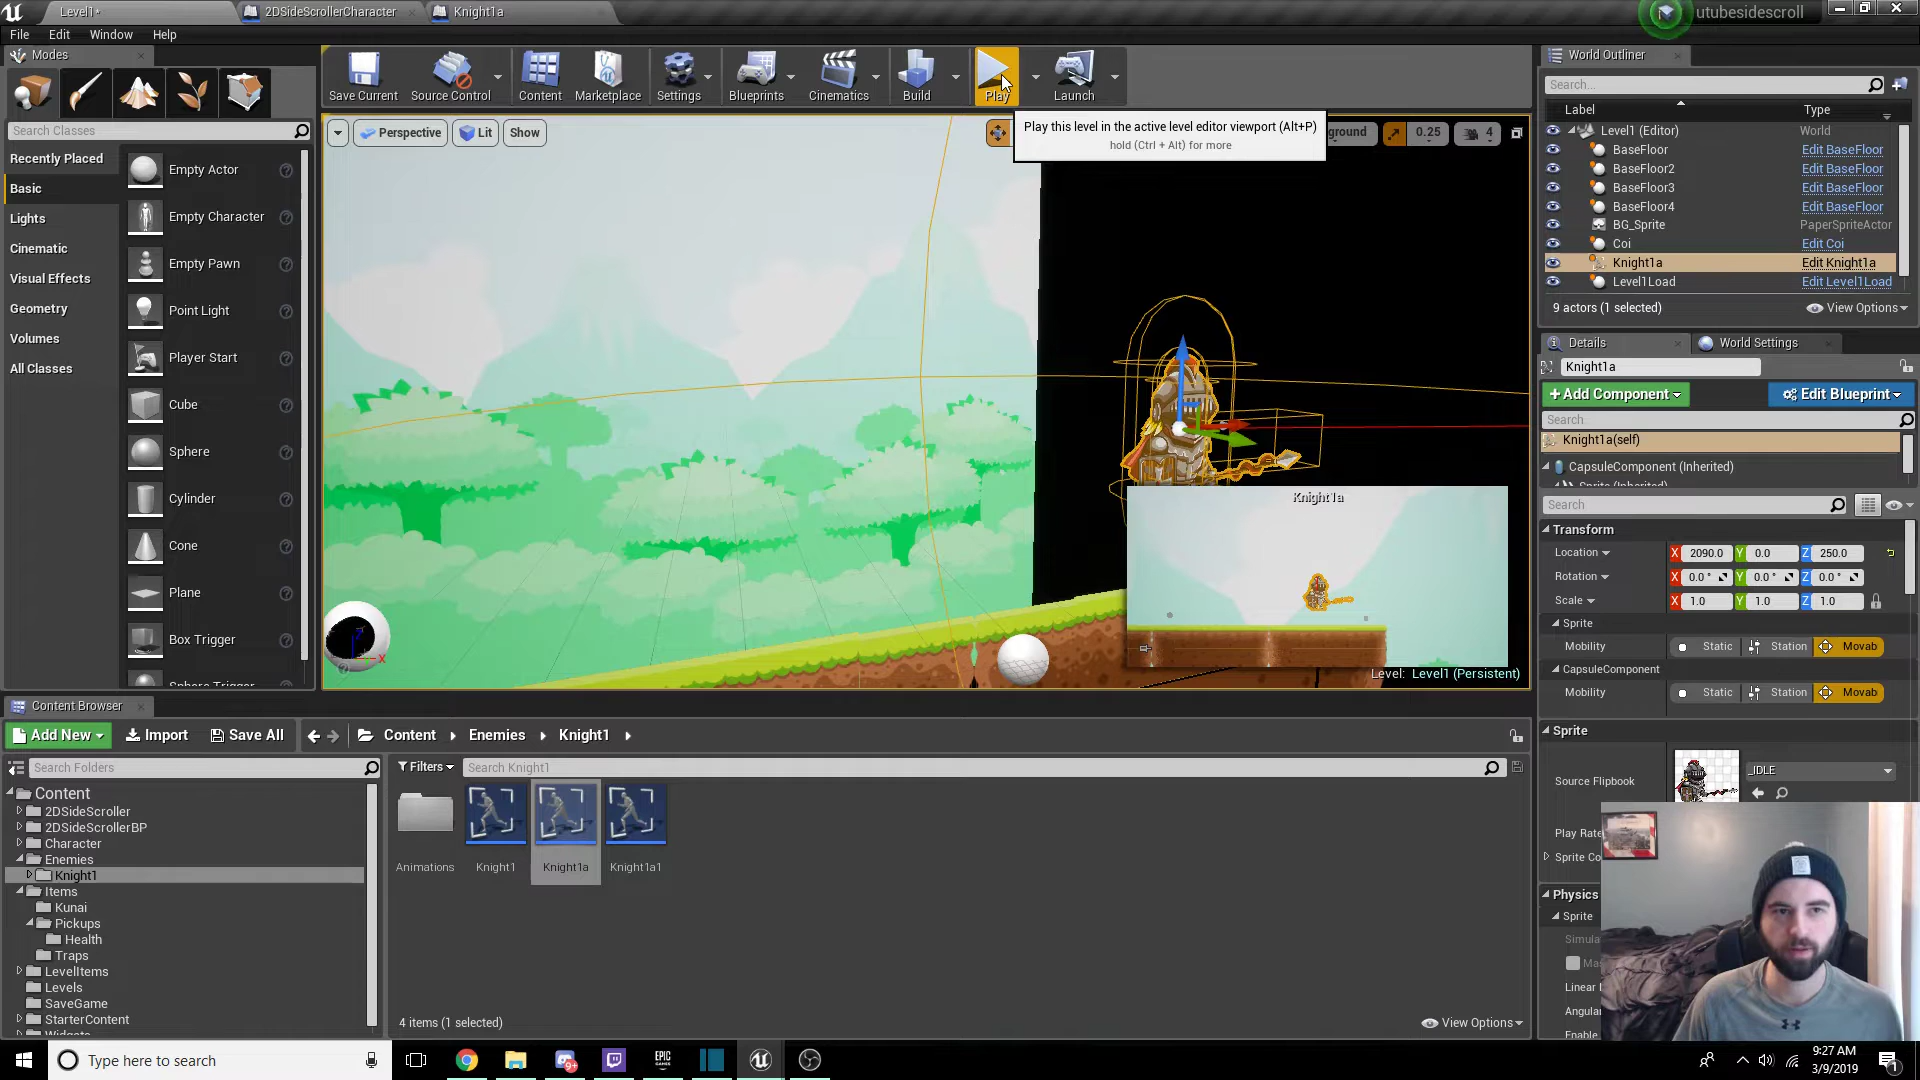 Level1*
2DSideScrollerCharacter
Knight1a
utubesidescroll
File
Edit
Window
Help
Modes
Save Current
Source Control
Content
Marketplace
Settings
Blueprints
Cinematics
Build
Play
Launch
Search Classes
Recently Placed
Basic
Lights
Cinematic
Visual Effects
Geometry
Volumes
All Classes
Empty Actor
Empty Character
Empty Pawn
Point Light
Player Start
Cube
Sphere
Cylinder
Cone
Plane
Box Trigger
Sphere Trigger
Perspective
Lit
Show
Play this level in the active level editor viewport (Alt+P)
hold (Ctrl + Alt) for more
ground
0.25
4
Knight1a
Level: Level1 (Persistent)
World Outliner
Search...
Label
Type
Level1 (Editor)
World
BaseFloor
Edit BaseFloor
BaseFloor2
Edit BaseFloor
BaseFloor3
Edit BaseFloor
BaseFloor4
Edit BaseFloor
BG_Sprite
PaperSpriteActor
Coi
Edit Coi
Knight1a
Edit Knight1a
Level1Load
Edit Level1Load
9 actors (1 selected)
View Options
Details
World Settings
Knight1a
+Add Component
Edit Blueprint
Search
Knight1a(self)
CapsuleComponent (Inherited)
Sprite (Inherited)
Search
Transform
Location
X 2090.0 Y 0.0 Z 250.0
Rotation
X 0.0° Y 0.0° Z 0.0°
Scale
X 1.0 Y 1.0 Z 1.0
Sprite
Mobility
Static
Station
Movab
CapsuleComponent
Mobility
Static
Station
Movab
Sprite
Source Flipbook
_IDLE
Play Rate
Sprite Co
Physics
Sprite
Simula
Mas
Linear
Angular
Enable
Content Browser
Add New
Import
Save All
Content
Enemies
Knight1
Search Folders
Filters
Search Knight1
Content
2DSideScroller
2DSideScrollerBP
Character
Enemies
Knight1
Items
Kunai
Pickups
Health
Traps
LevelItems
Levels
SaveGame
StarterContent
Widgets
Animations
Knight1
Knight1a
Knight1a1
4 items (1 selected)
View Options
Type here to search
EPIC
GAMES
9:27 AM
3/9/2019